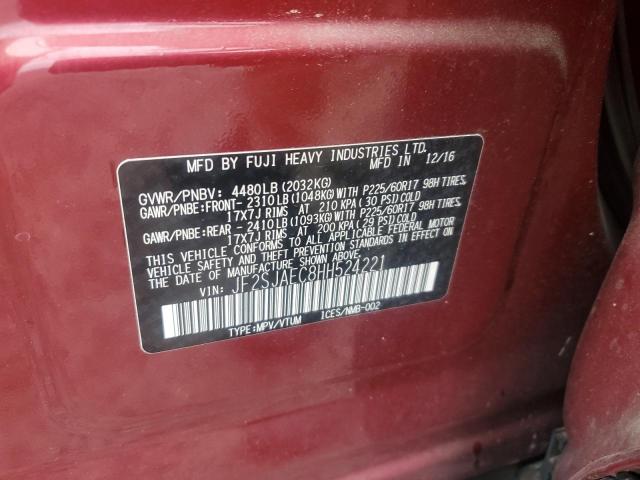 MFD BY FUJI HEAVY INDUSTRIES LTD.
MFD IN 12/16
GVWR/PNBV: 4480LB(2032KG)
GAWR/PNBE:FRONT- 2310LB(1048KG)WITH P225/60R17 98H TIRES,
17X7J RIMS AT 210 KPA(30 PSI)COLD
GAWR/PNBE:REAR - 2410LB(1093KG)WITH P225/60R17 98H TIRES,
17X7J RIMS AT 200 KPA(29 PSI)COLD
THIS VEHICLE CONFORMS TO ALL APPLICABLE FEDERAL MOTOR
VEHICLE SAFETY AND THEFT PREVENTION STANDARDS IN EFFECT ON
THE DATE OF MANUFACTURE SHOWN ABOVE.
VIN: JF2SJAEC8HH524221
TYPE:MPV/VTUM ICES/NMB-002